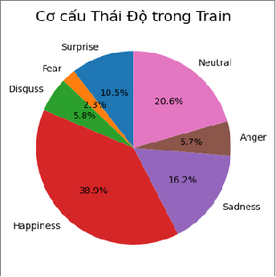 Cơ cấu Thái Độ trong Train
Surprise
Fear
Disguss
Happiness
Neutral
Anger
Sadness
10.5%
2.3%
5.8%
38.9%
20.6%
5.7%
16.2%